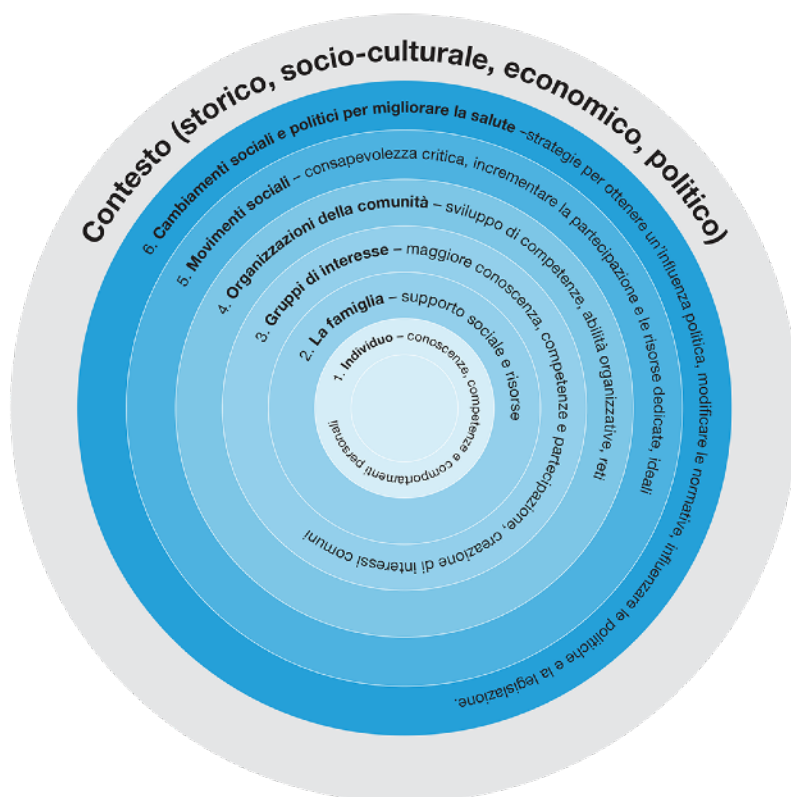 Contesto (storico, socio-culturale, economico, politico)
6. Cambiamenti sociali e politici per migliorare la salute –strategie per ottenere un'influenza politica, modificare le normative, influenzare le politiche e la legislazione.
5. Movimenti sociali – consapevolezza critica, incrementare la partecipazione e le risorse dedicate, ideali
4. Organizzazioni della comunità – sviluppo di competenze, abilità organizzative, reti
3. Gruppi di interesse – maggiore conoscenza, competenze e partecipazione, creazione di interessi comuni
2. La famiglia – supporto sociale e risorse
1. Individuo – conoscenze, competenze e comportamenti personali